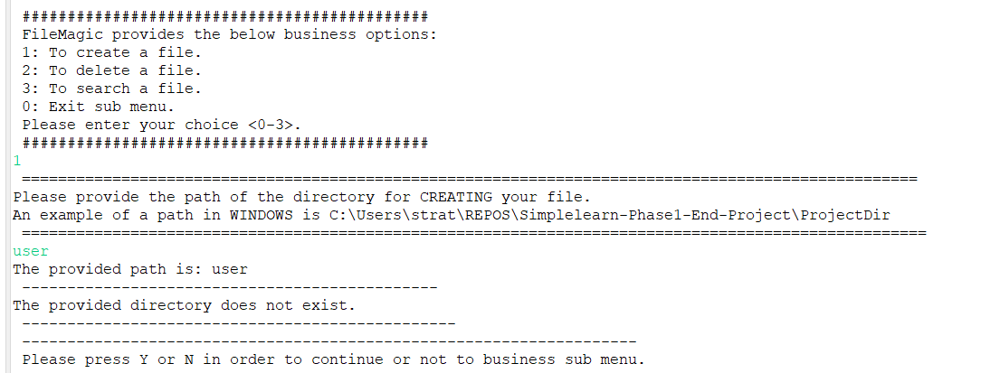 #############################################
FileMagic provides the below business options:
1: To create a file.
2: To delete a file.
3: To search a file.
0: Exit sub menu.
Please enter your choice <0-3>.
#############################################
1
===================================================================================================
Please provide the path of the directory for CREATING your file.
An example of a path in WINDOWS is C:\Users\strat\REPOS\Simplelearn-Phase1-End-Project\ProjectDir
====================================================================================================
user
The provided path is: user
----------------------------------------------
The provided directory does not exist.
------------------------------------------------
--------------------------------------------------------------------
Please press Y or N in order to continue or not to business sub menu.